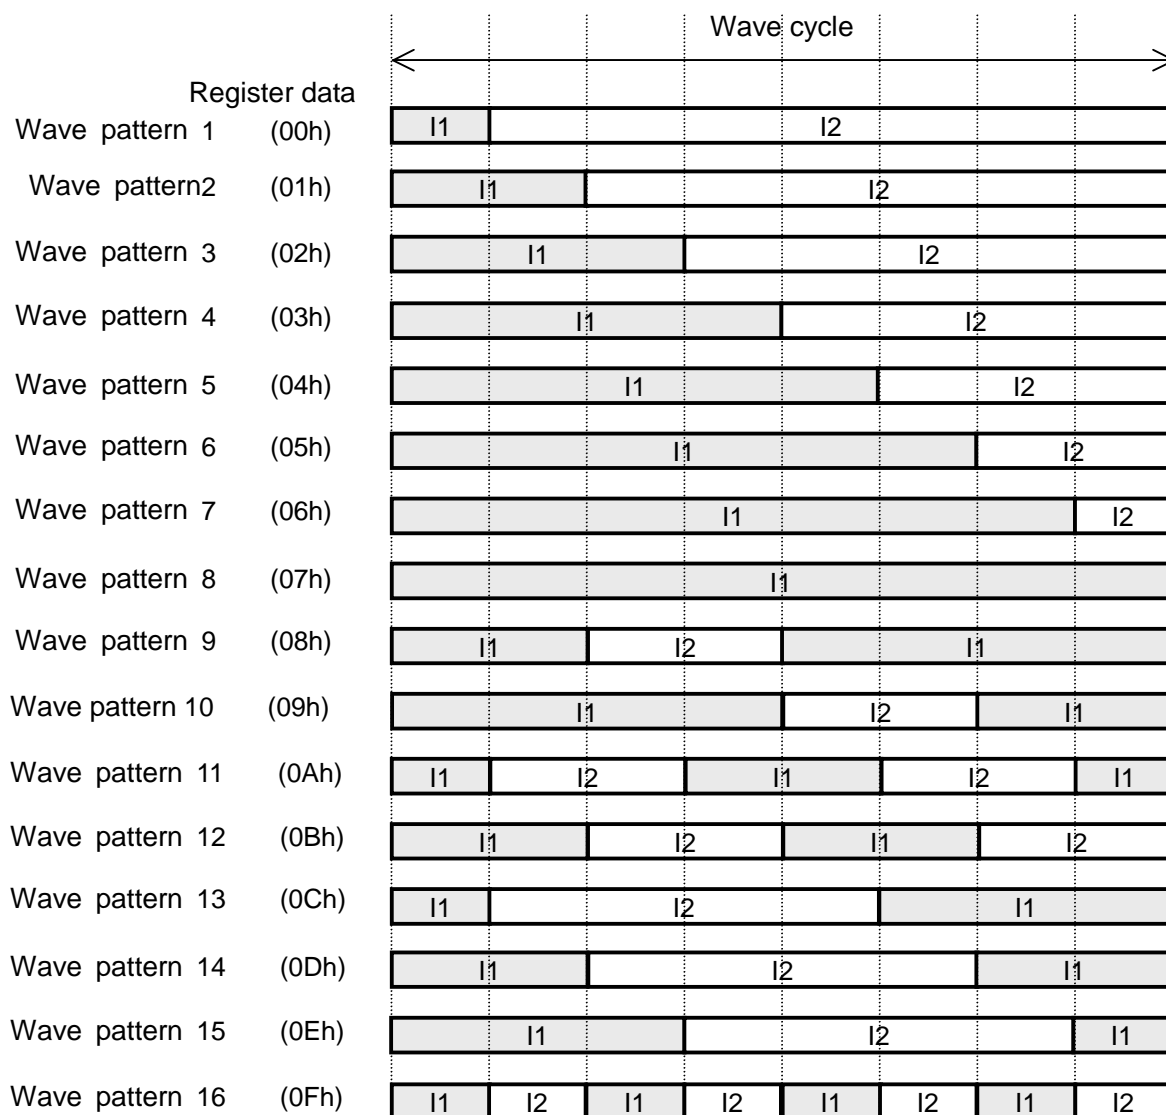 Wave cycle
Register data
Wave pattern 1 (00h) I1 I2
Wave pattern2 (01h) I1 I2
Wave pattern 3 (02h) I1 I2
Wave pattern 4 (03h) I1 I2
Wave pattern 5 (04h) I1 I2
Wave pattern 6 (05h) I1 I2
Wave pattern 7 (06h) I1 I2
Wave pattern 8 (07h) I1
Wave pattern 9 (08h) I1 I2 I1
Wave pattern 10 (09h) I1 I2 I1
Wave pattern 11 (0Ah) I1 I2 I1 I2 I1
Wave pattern 12 (0Bh) I1 I2 I1 I2
Wave pattern 13 (0Ch) I1 I2 I1
Wave pattern 14 (0Dh) I1 I2 I1
Wave pattern 15 (0Eh) I1 I2 I1
Wave pattern 16 (0Fh) I1 I2 I1 I2 I1 I2 I1 I2